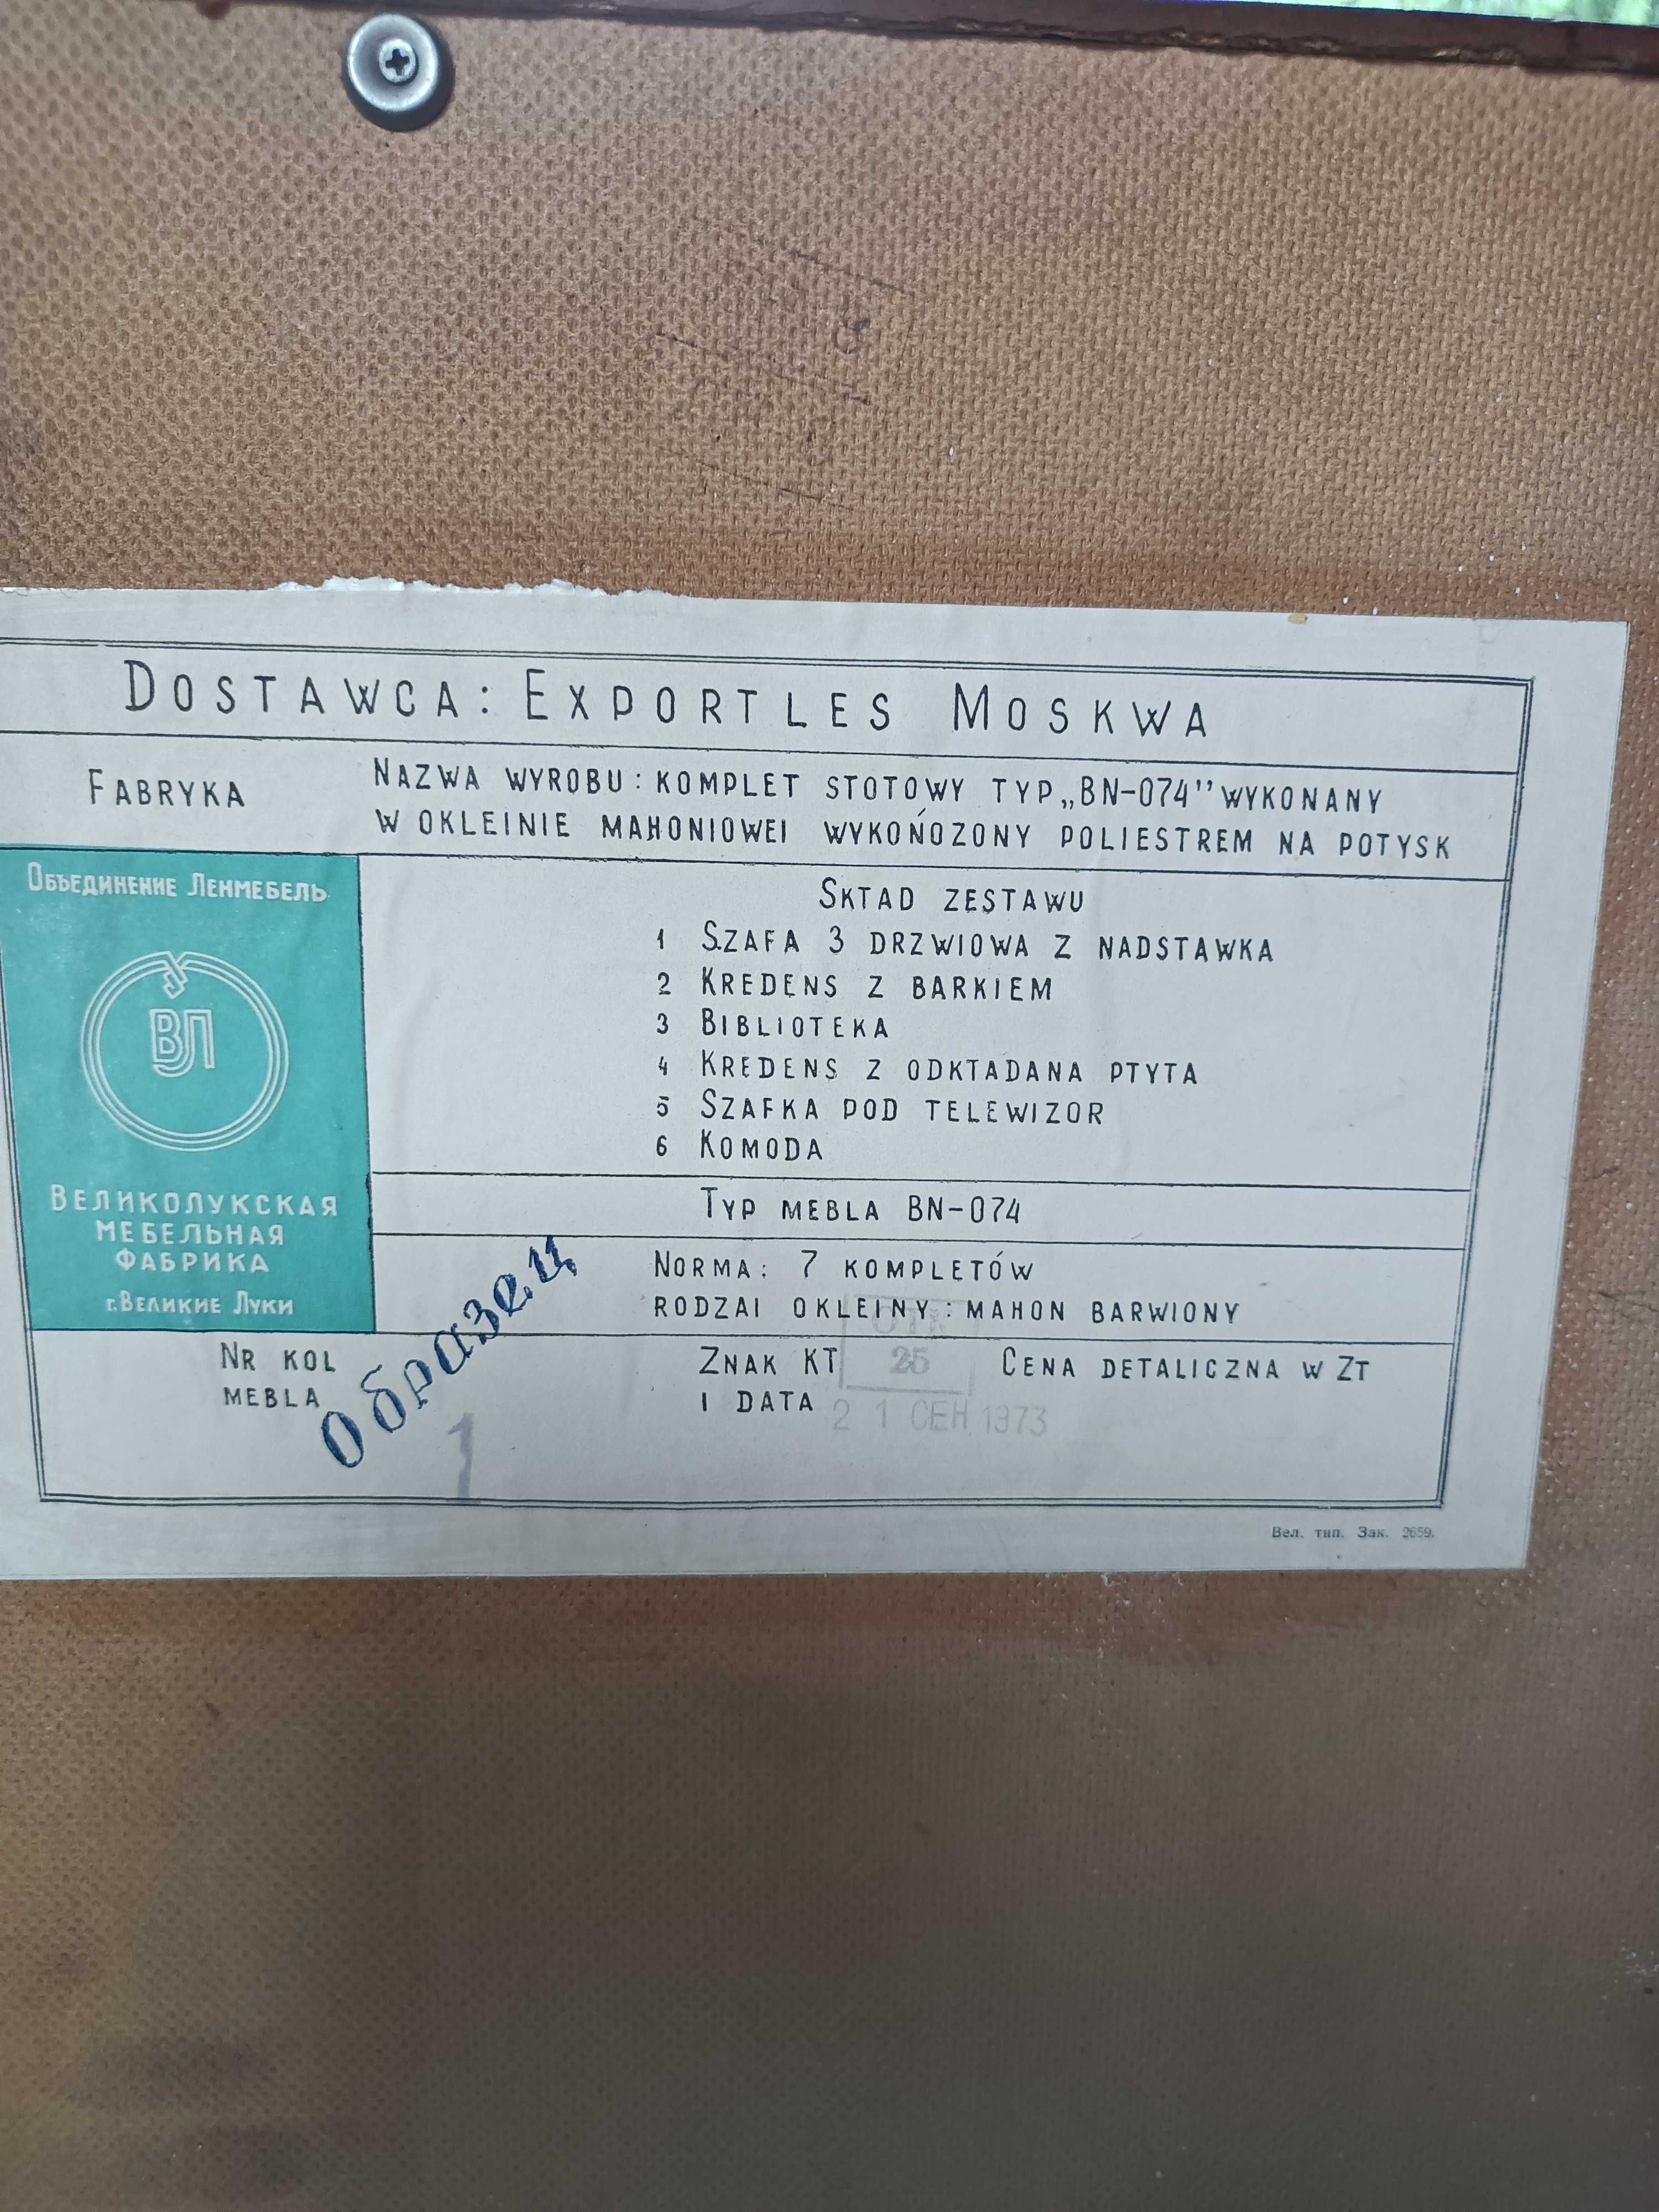 DOSTAWCA: EXPORTLES MOSKWA
FABRYKA
NAZWA WYROBU: KOMPLET STOTOWY TYP „BN-074” WYKONANY
W OKLEINIE MAHONIOWEI WYKOŃOZONY POLIESTREM NA POTYSK
ОБЪЕДИНЕНИЕ ЛЕНМЕБЕЛЬ
ВЛ
ВЕЛИКОЛУКСКАЯ
МЕБЕЛЬНАЯ
ФАБРИКА
г. ВЕЛИКИЕ ЛУКИ
SKTAD ZESTAWU
1 SZAFA 3 DRZWIOWA Z NADSTAWKA
2 KREDENS Z BARKIEM
3 BIBLIOTEKA
4 KREDENS Z ODKTADANA PTYTA
5 SZAFKA POD TELEWIZOR
6 KOMODA
TYP MEBLA BN-074
NORMA: 7 KOMPLETÓW
RODZAI OKLEINY: MAHON BARWIONY
NR KOL
MEBLA
Образец
1
ZNAK KT
I DATA
ОТК
25
21 СЕН 1973
CENA DETALICZNA W ZT
Вел. тип. Зак. 2659.